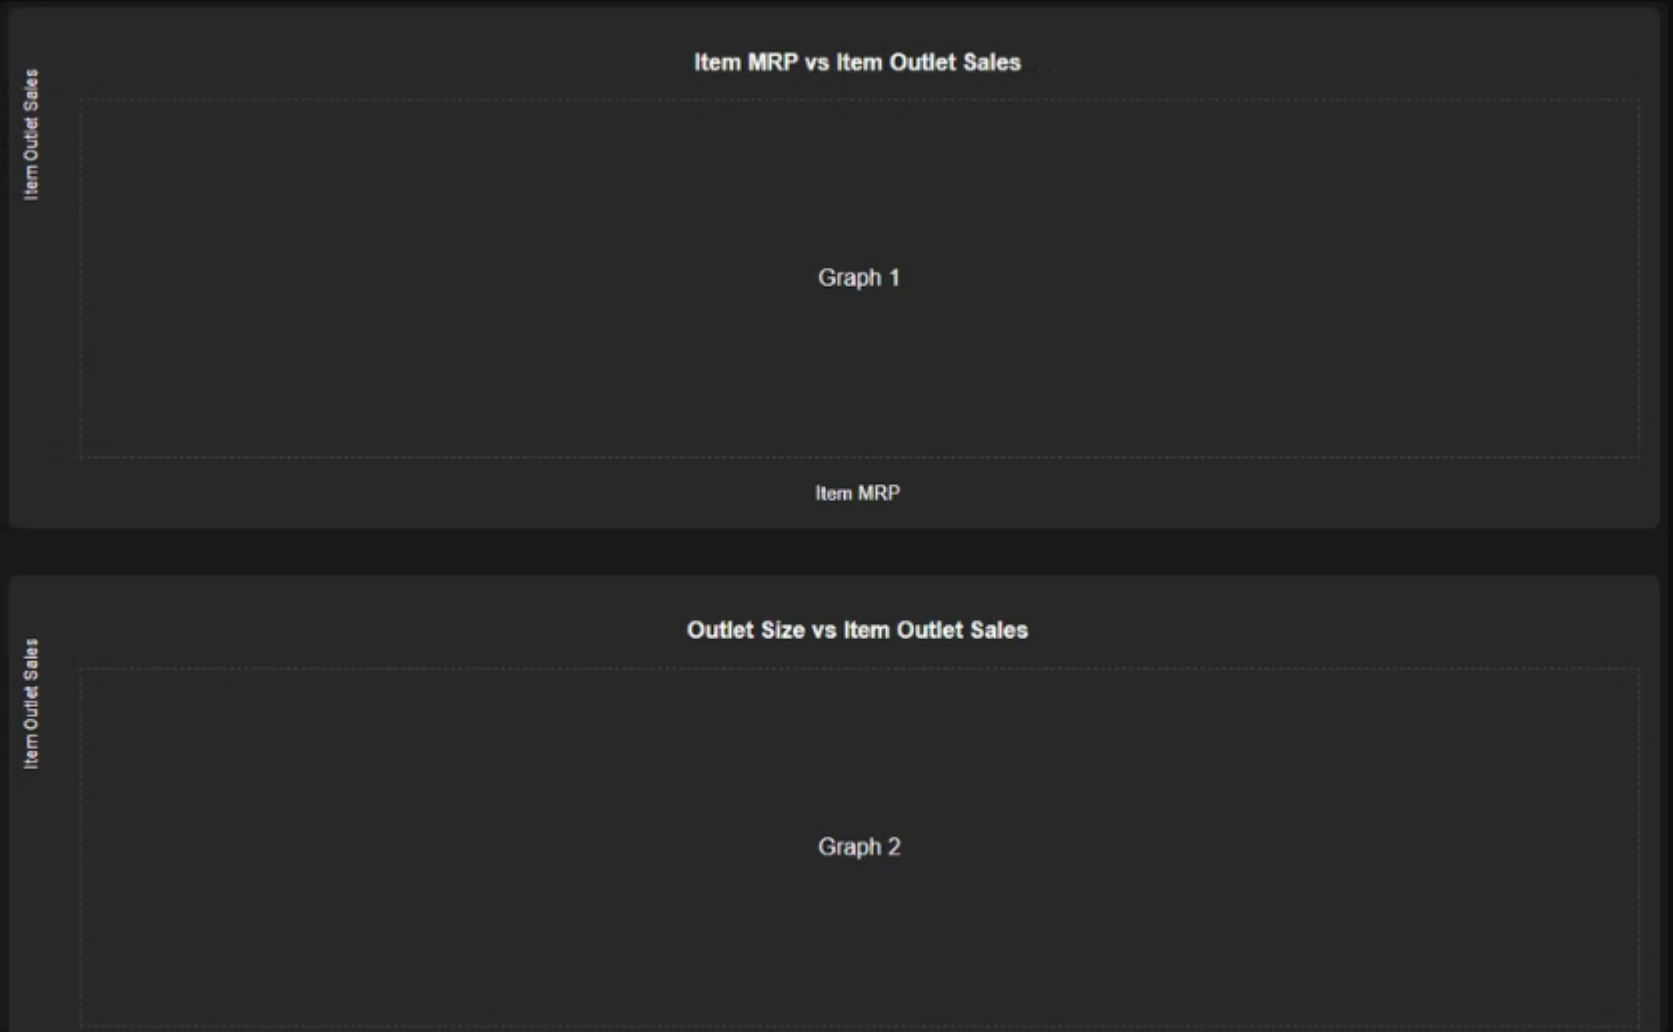 Item MRP vs Item Outlet Sales
Item Outlet Sales
Graph 1
Item MRP
Outlet Size vs Item Outlet Sales
Item Outlet Sales
Graph 2